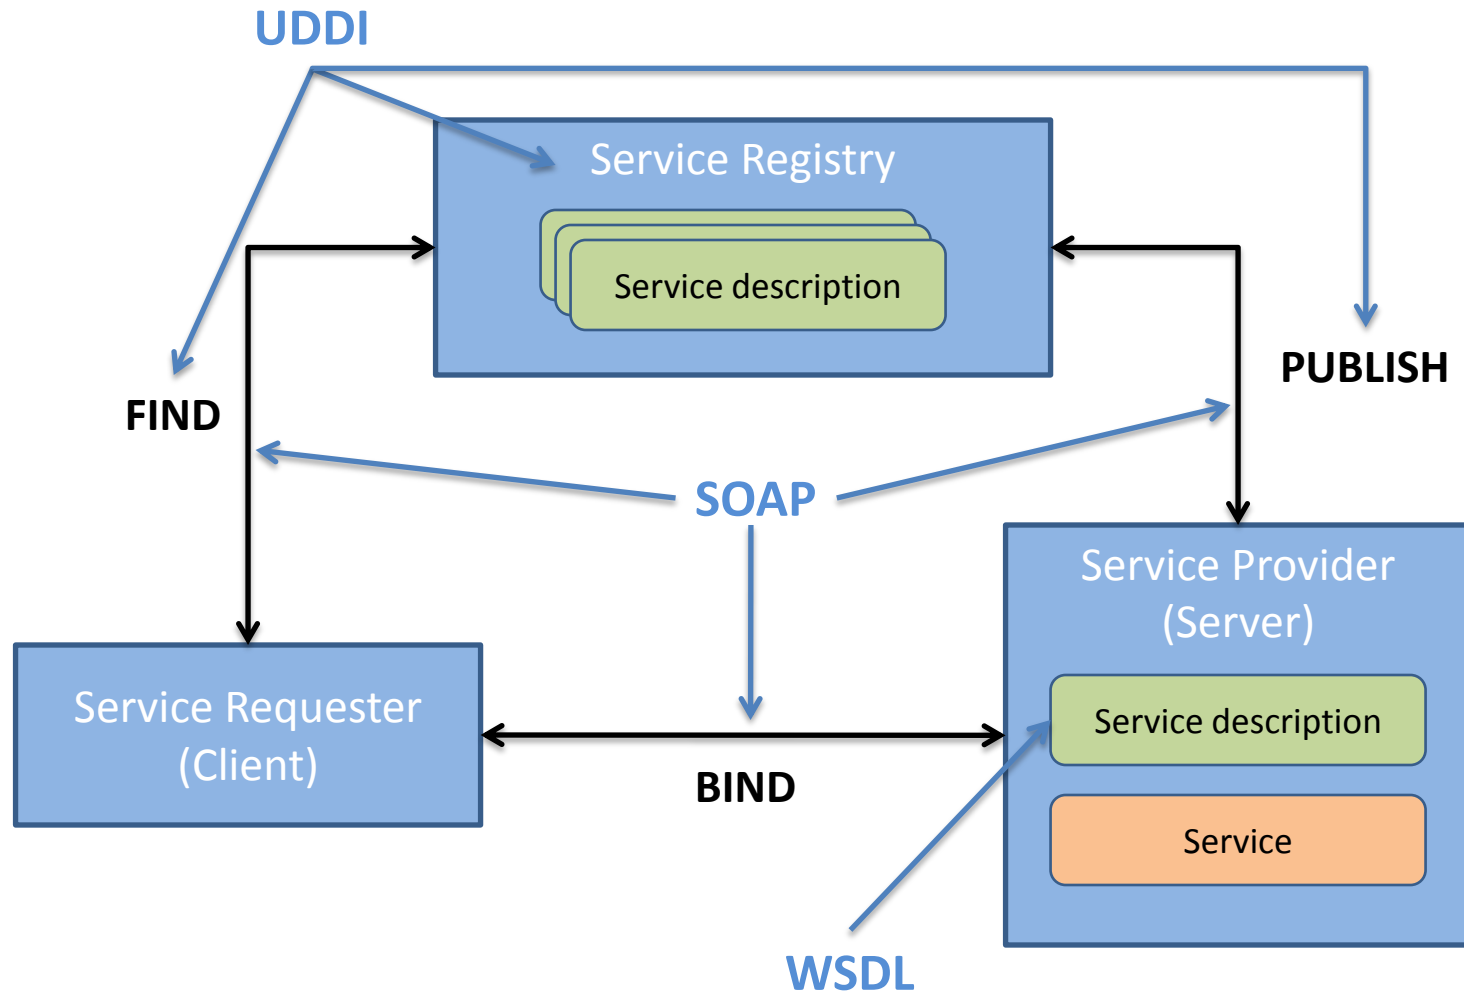 UDDI
Service Registry
Service description
PUBLISH
FIND
SOAP
Service Provider
(Server)
Service Requester
(Client)
Service description
BIND
Service
WSDL